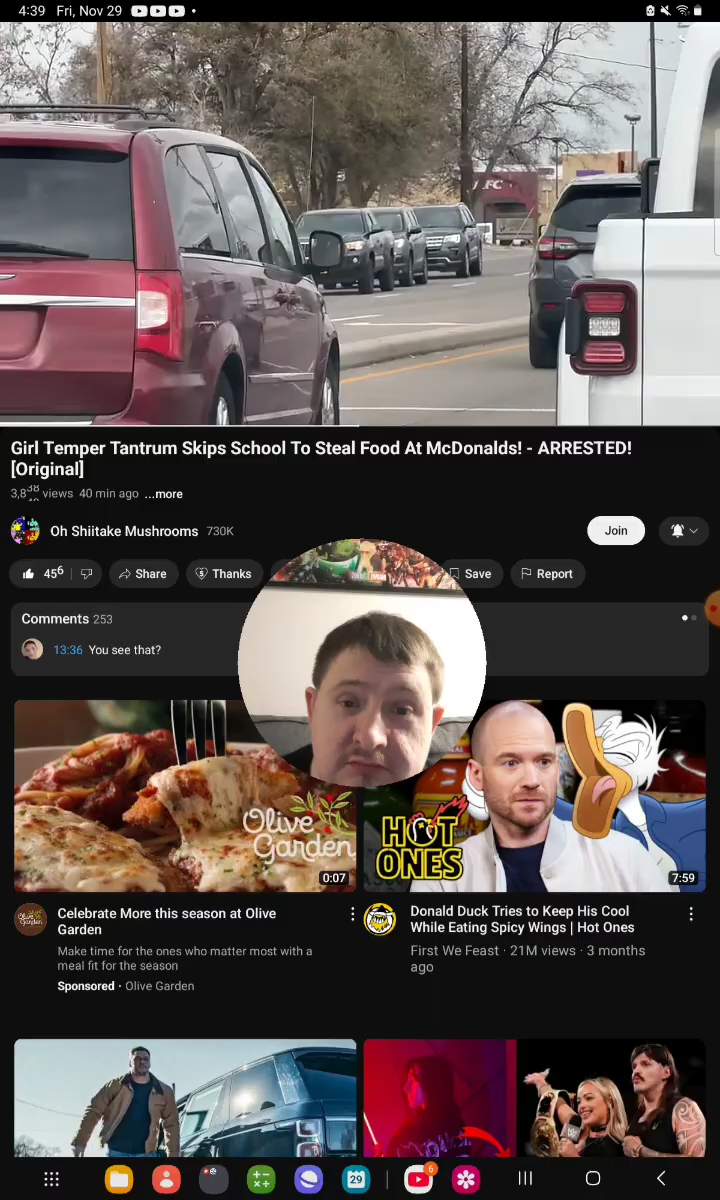 4:39 Fri, Nov 29
FC
Girl Temper Tantrum Skips School To Steal Food At McDonalds! - ARRESTED!
[Original]
views 40 min ago ...more
Oh Shiitake Mushrooms 730K
Join
Share
Thanks
Save
Report
Comments 253
13:36 You see that?
Olive
Garden
0:07
HOT
ONES
7:59
Celebrate More this season at Olive
Garden
Make time for the ones who matter most with a
meal fit for the season
Sponsored · Olive Garden
Donald Duck Tries to Keep His Cool
While Eating Spicy Wings | Hot Ones
First We Feast · 21M views · 3 months
ago
29
6